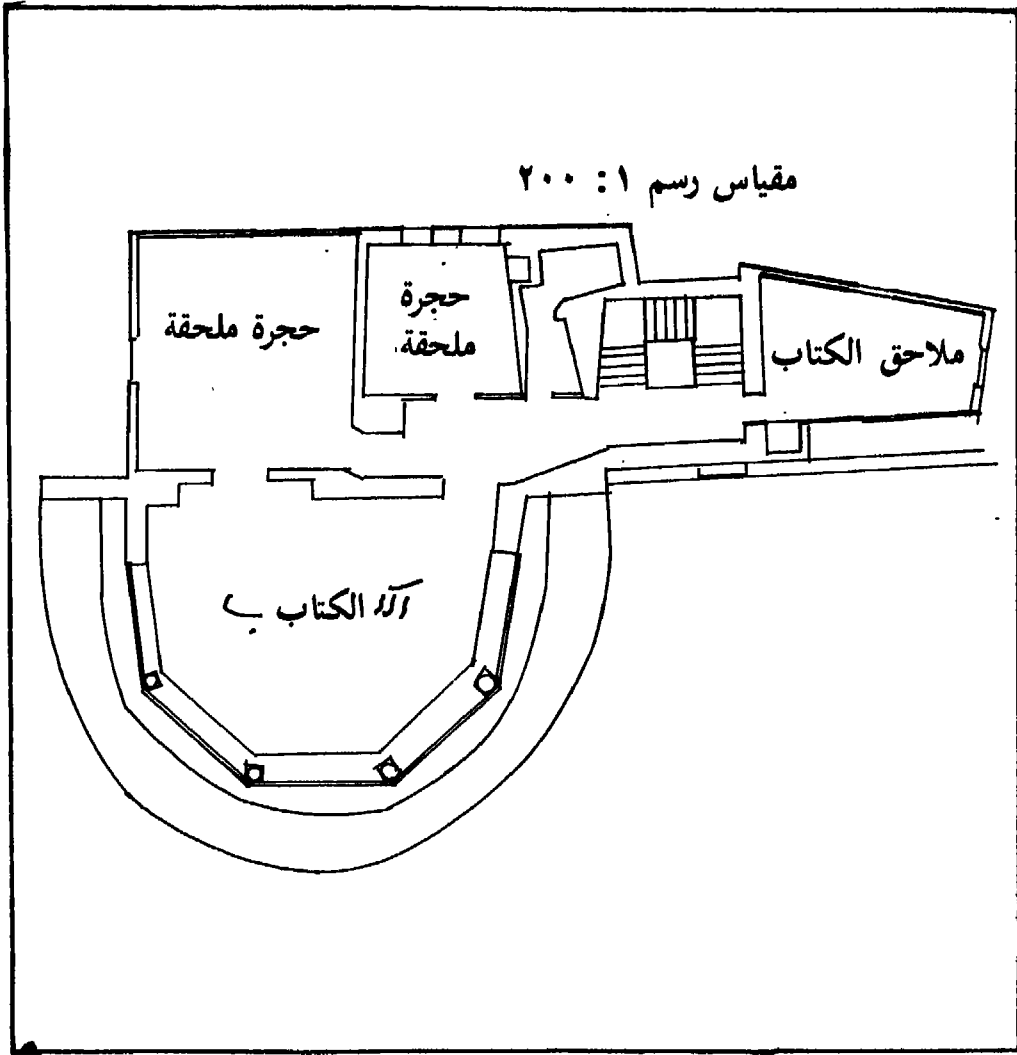 مقياس رسم ١ : ٢٠٠
حجرة
ملحقة
حجرة ملحقة
ملاحق الكتاب
الكتاب